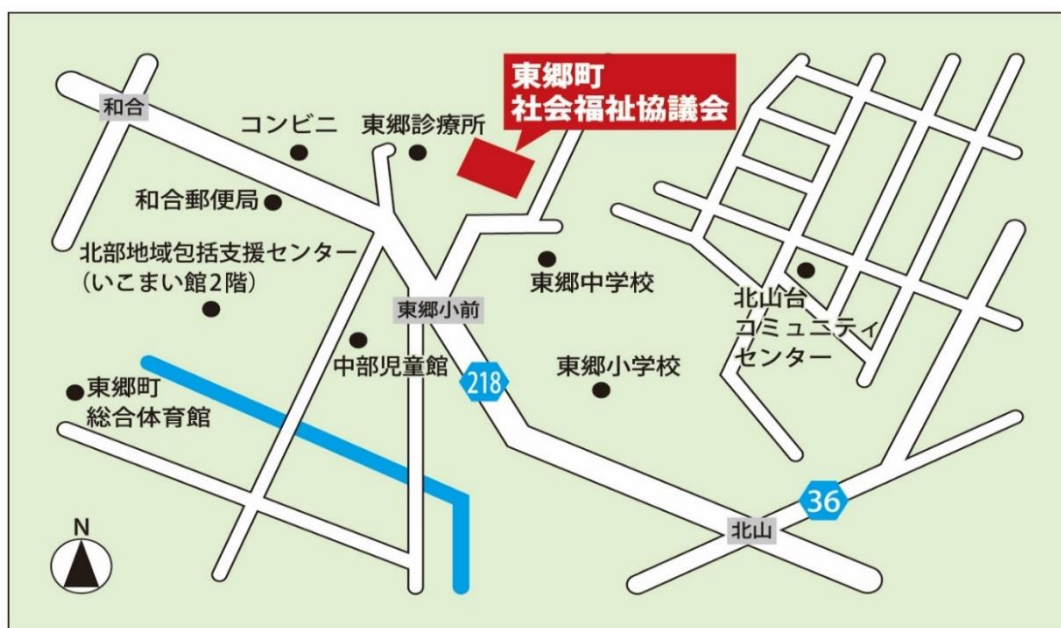 東郷町
社会福祉協議会
和合
コンビニ
東郷診療所
和合郵便局
北部地域包括支援センター
（いこまい館２階）
東郷中学校
北山台
コミュニティ
センター
東郷小前
中部児童館
218
東郷小学校
東郷町
総合体育館
36
北山
N